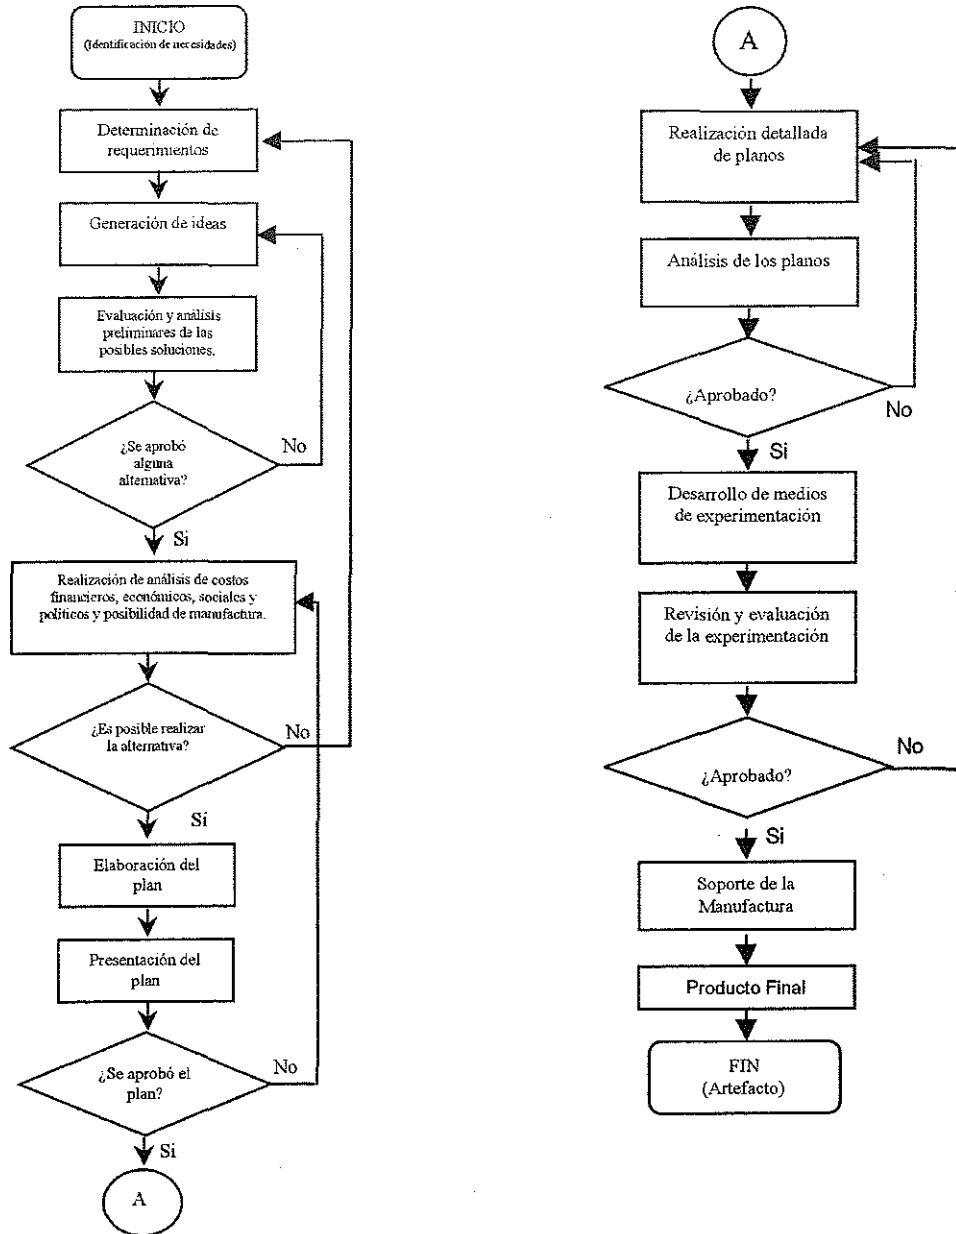 INICIO
(Identificación de necesidades)
Determinación de
requerimientos
Generación de ideas
Evaluación y análisis
preliminares de las
posibles soluciones.
¿Se aprobó
alguna
alternativa?
No
Si
Realización de análisis de costos
financieros, económicos, sociales y
políticos y posibilidad de manufactura.
¿Es posible realizar
la alternativa?
No
Sí
Elaboración del
plan
Presentación del
plan
¿Se aprobó el
plan?
No
Si
A
A
Realización detallada
de planos
Análisis de los planos
¿Aprobado?
No
Si
Desarrollo de medios
de experimentación
Revisión y evaluación
de la experimentación
¿Aprobado?
No
Si
Soporte de la
Manufactura
Producto Final
FIN
(Artefacto)